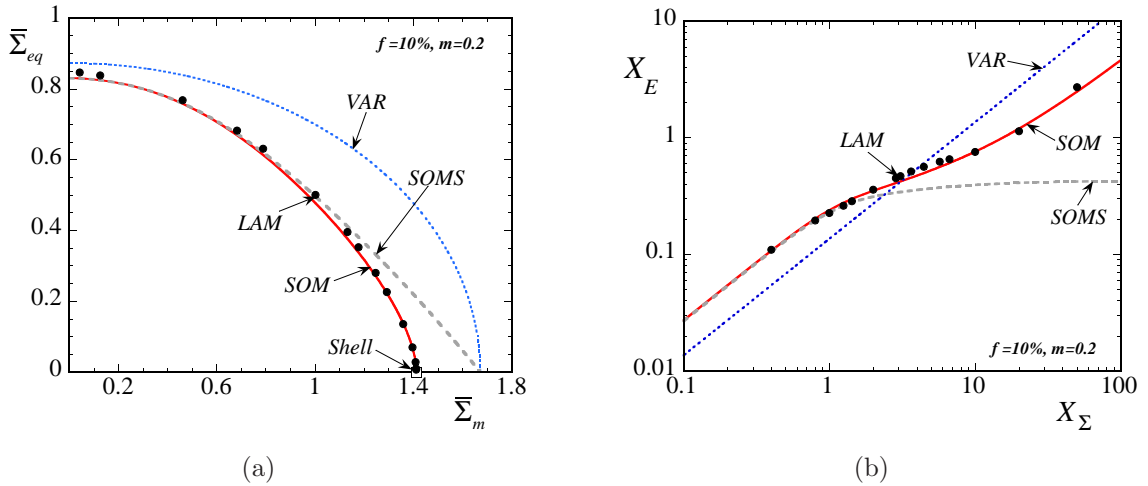 1
Σ̿eq
f=10%, m=0.2
0.8
VAR
0.6
SOMS
LAM
0.4
SOM
0.2
Shell
0
0.2
0.6
1
1.4
1.8
Σ̿m
(a)
10
XE
VAR
1
LAM
SOM
SOMS
0.1
f=10%, m=0.2
0.01
0.1
1
10
100
XΣ
(b)